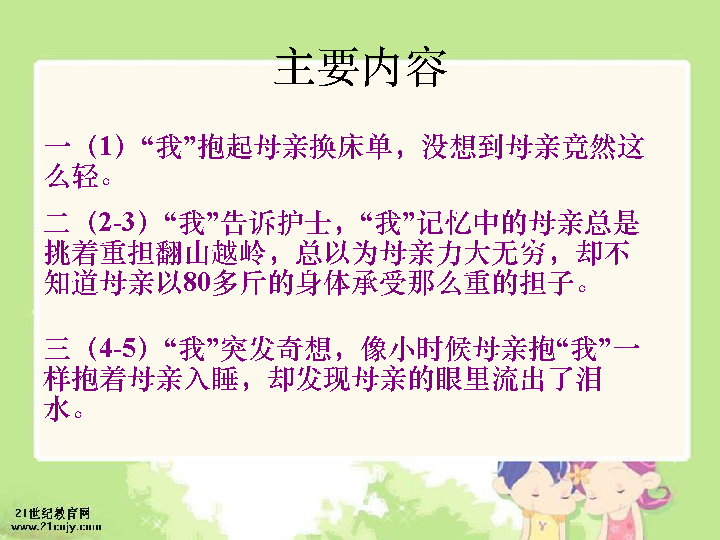 主要内容
一（1）“我”抱起母亲换床单，没想到母亲竟然这
么轻。
二（2-3）“我”告诉护士，“我”记忆中的母亲总是
挑着重担翻山越岭，总以为母亲力大无穷，却不
知道母亲以80多斤的身体承受那么重的担子。
三（4-5）“我”突发奇想，像小时候母亲抱“我”一
样抱着母亲入睡，却发现母亲的眼里流出了泪
水。
21世纪教育网
www.21cnjy.com